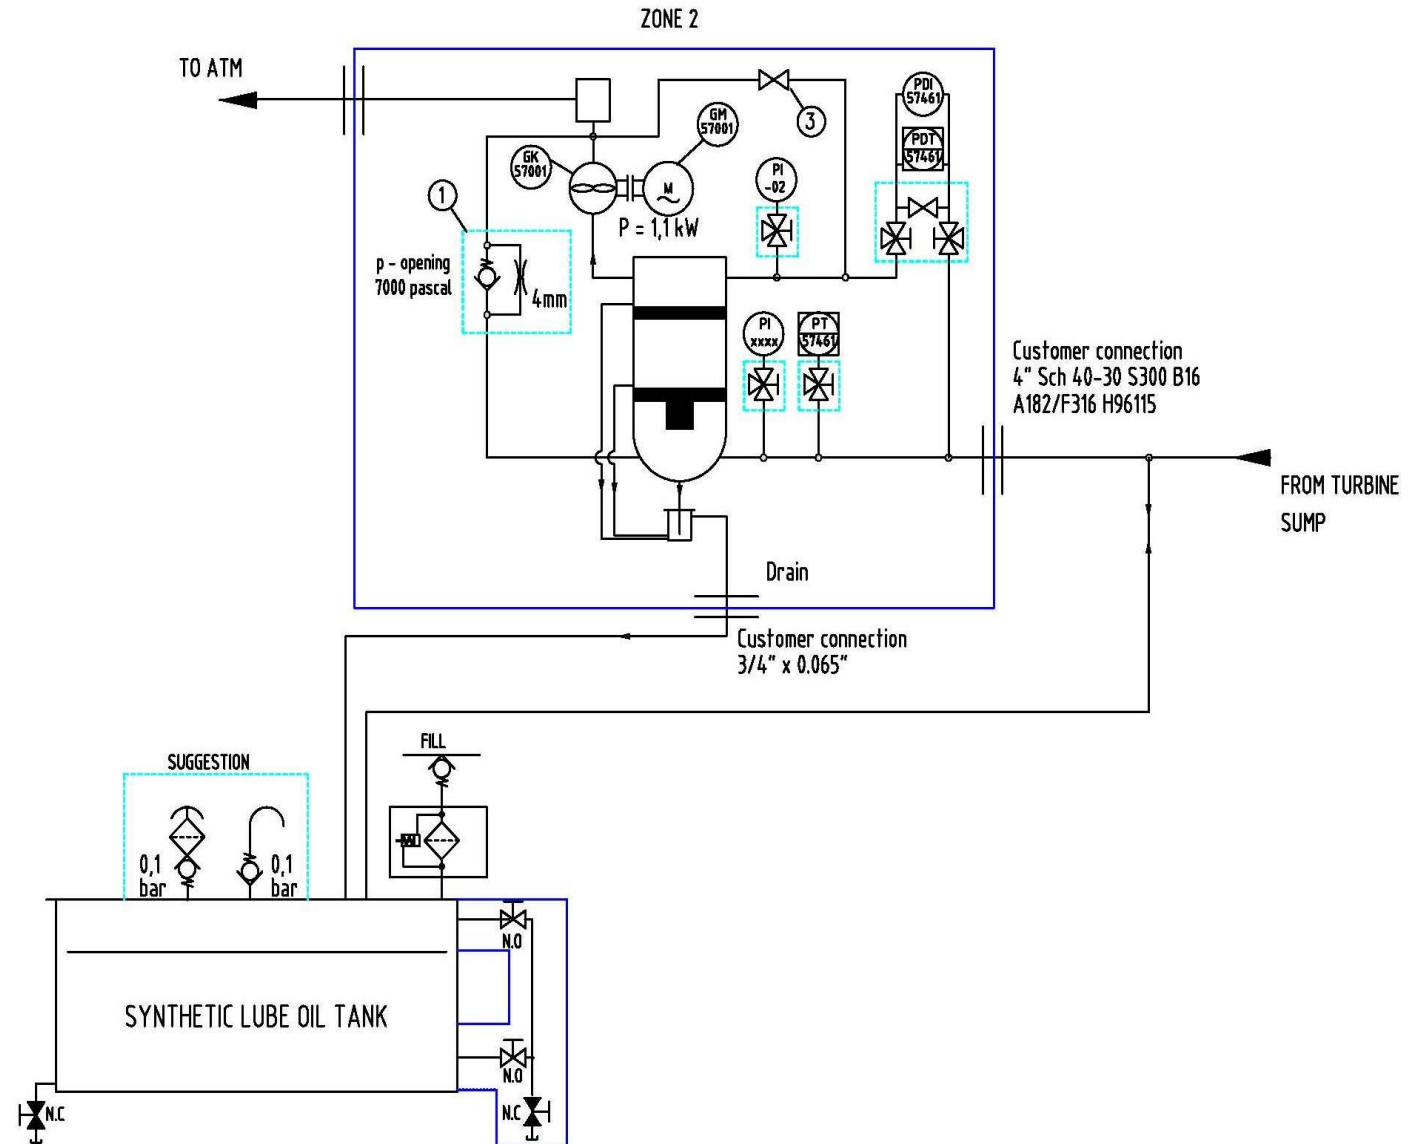 ZONE 2
TO ATM
GM
57001
GK
57001
M
P = 1,1 kW
3
PDI
57461
PDT
57461
PI
-02
1
p - opening
7000 pascal
4mm
PI
xxxx
PT
57461
Customer connection
4" Sch 40-30 S300 B16
A182/F316 H96115
FROM TURBINE
SUMP
Drain
Customer connection
3/4" x 0.065"
FILL
SUGGESTION
0,1
bar
0,1
bar
N.O
SYNTHETIC LUBE OIL TANK
N.O
N.C
N.C